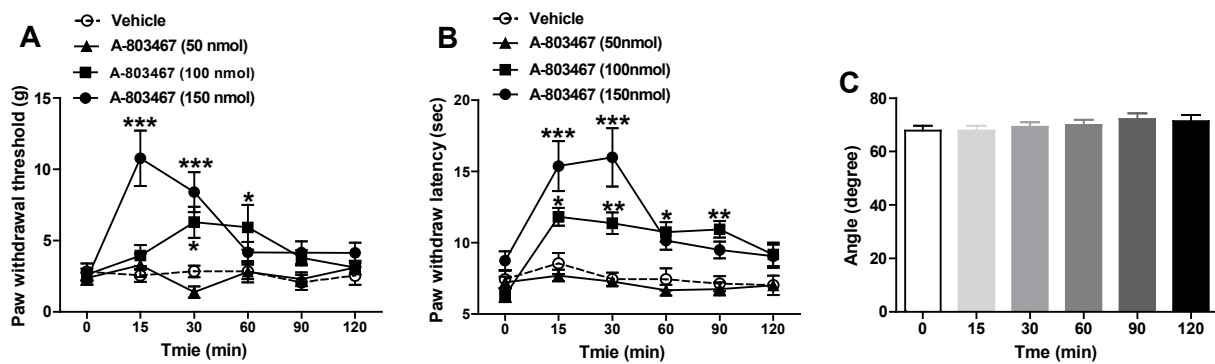 A
Vehicle
A-803467 (50 nmol)
A-803467 (100 nmol)
A-803467 (150 nmol)
Paw withdrawal threshold (g)
15
10
5
0
***
***
*
*
0 15 30 60 90 120
Tmie (min)
B
Vehicle
A-803467 (50nmol)
A-803467 (100nmol)
A-803467 (150nmol)
Paw withdraw latency (sec)
20
15
10
5
***
***
*
**
*
**
0 15 30 60 90 120
Tmie (min)
C
Angle (degree)
80
60
40
20
0
0 15 30 60 90 120
Tme (min)